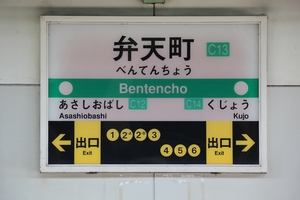 弁天町 C13
べんてんちょう
Bentencho
あさしおばし C12 C14 くじょう
Asashiobashi Kujo
出口 1 2 2 3 4 5 6 出口
Exit Exit